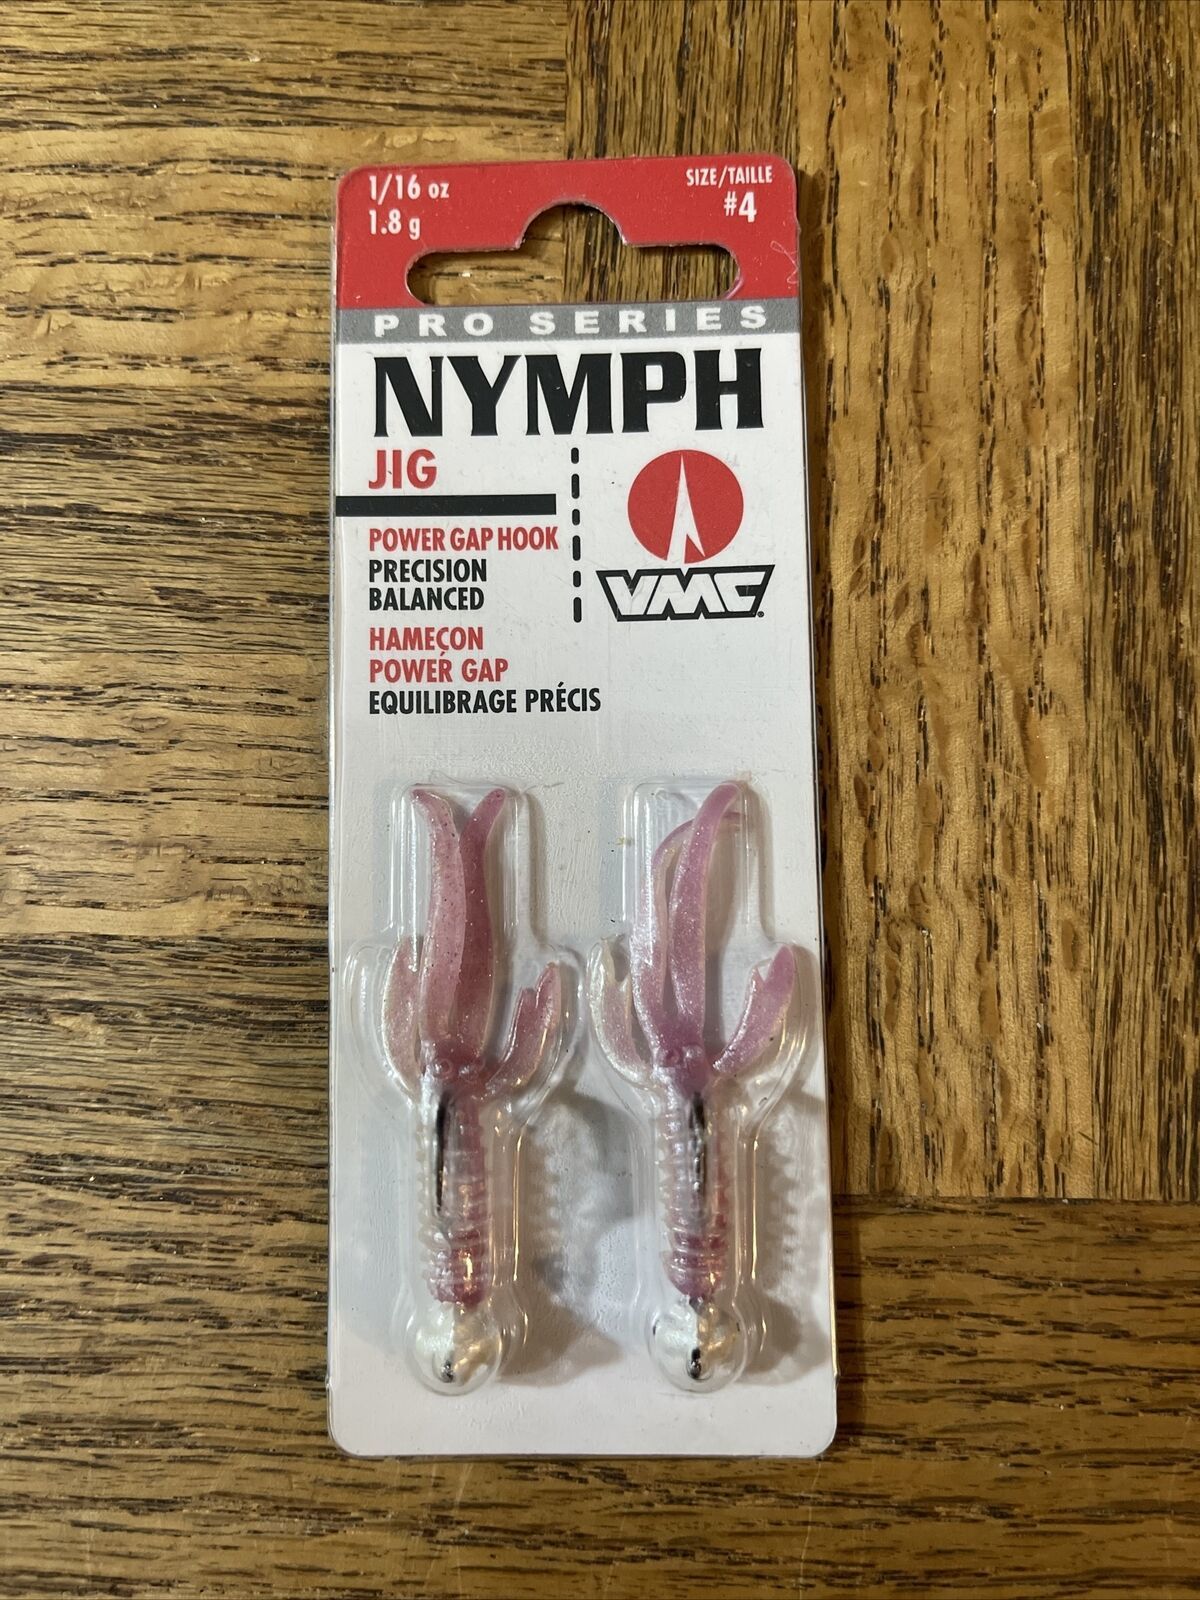 1/16 oz
1.8 g
SIZE/TAILLE
#4
PRO SERIES
NYMPH
JIG
POWER GAP HOOK
PRECISION
BALANCED
HAMEÇON
POWER GAP
EQUILIBRAGE PRÉCIS
VMC®